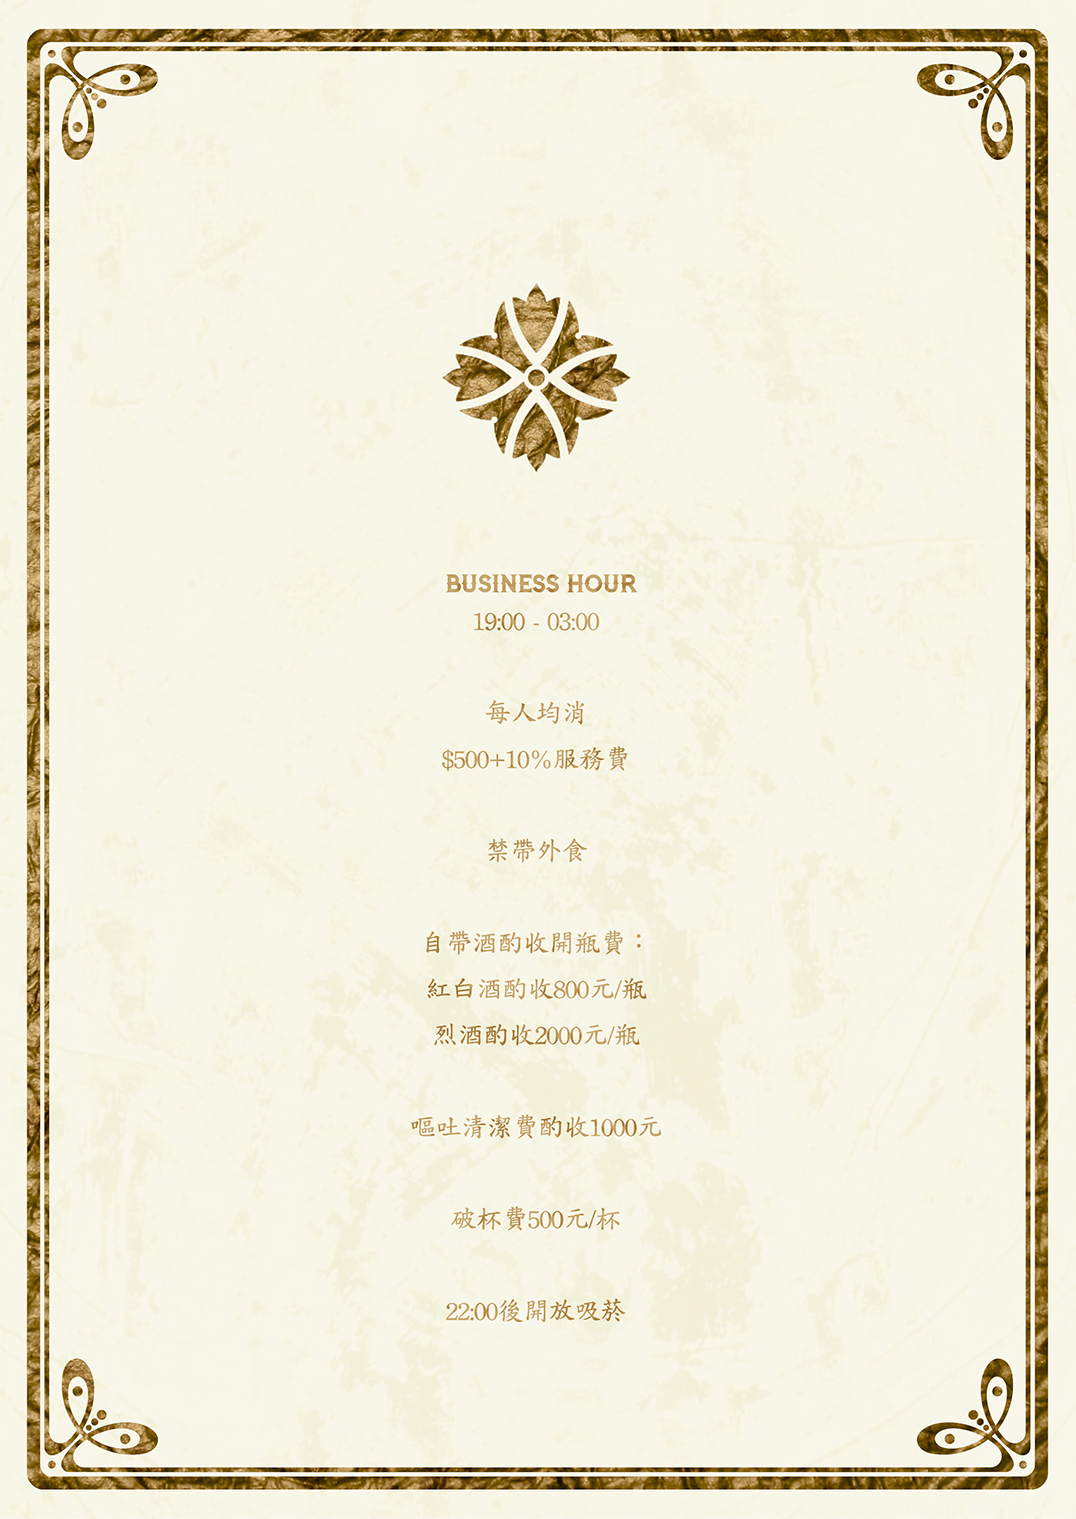 BUSINESS HOUR
19:00 - 03:00
每人均消
$500+10%服務費
禁帶外食
自帶酒酌收開瓶費：
紅白酒酌收800元/瓶
烈酒酌收2000元/瓶
嘔吐清潔費酌收1000元
破杯費500元/杯
22:00後開放吸菸